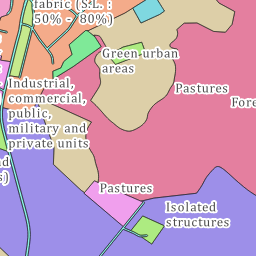 fabric (S.L. :
50% - 80%)
Green urban
areas
Pastures
Industrial,
commercial,
public,
military and
private units
Pastures
Isolated
structures